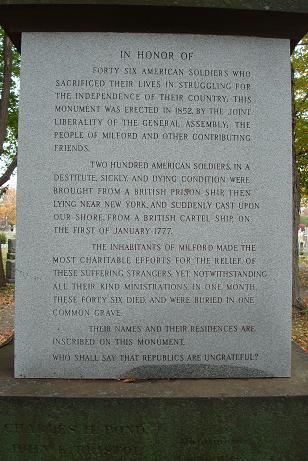 IN HONOR OF
FORTY SIX AMERICAN SOLDIERS WHO
SACRIFICED THEIR LIVES IN STRUGGLING FOR
THE INDEPENDENCE OF THEIR COUNTRY, THIS
MONUMENT WAS ERECTED IN 1852, BY THE JOINT
LIBERALITY OF THE GENERAL ASSEMBLY, THE
PEOPLE OF MILFORD AND OTHER CONTRIBUTING
FRIENDS.
TWO HUNDRED AMERICAN SOLDIERS, IN A
DESTITUTE, SICKLY, AND DYING CONDITION WERE
BROUGHT FROM A BRITISH PRISON SHIP, THEN
LYING NEAR NEW YORK, AND SUDDENLY CAST UPON
OUR SHORE, FROM A BRITISH CARTEL SHIP, ON
THE FIRST OF JANUARY 1777.
THE INHABITANTS OF MILFORD MADE THE
MOST CHARITABLE EFFORTS FOR THE RELIEF OF
THESE SUFFERING STRANGERS, YET, NOTWITHSTANDING
ALL THEIR KIND MINISTRATIONS, IN ONE MONTH,
THESE FORTY SIX DIED, AND WERE BURIED IN ONE
COMMON GRAVE.
THEIR NAMES AND THEIR RESIDENCES ARE
INSCRIBED ON THIS MONUMENT.
WHO SHALL SAY THAT REPUBLICS ARE UNGRATEFUL?
CHARLES H. POND